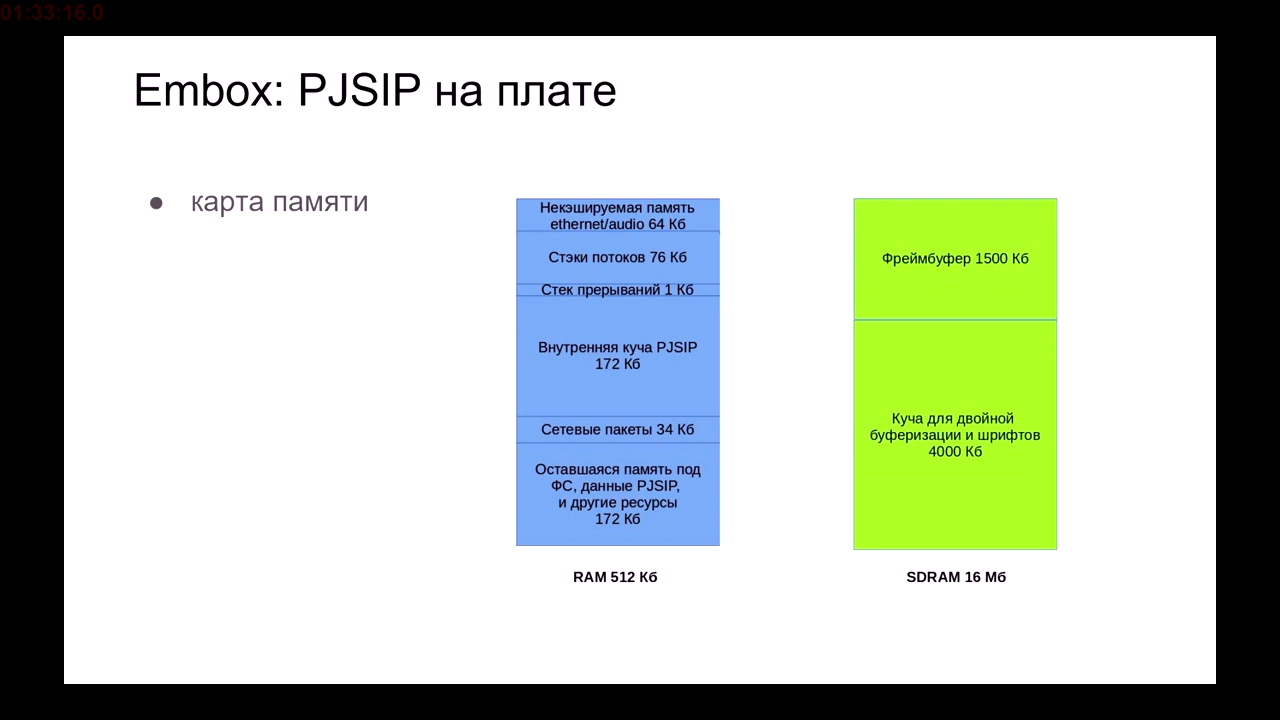 01:33:16.0
Embox: PJSIP на плате
● карта памяти
Некэшируемая память
ethernet/audio 64 Кб
Стэки потоков 76 Кб
Стек прерываний 1 Кб
Внутренняя куча PJSIP
172 Кб
Сетевые пакеты 34 Кб
Оставшаяся память под
ФС, данные PJSIP,
и другие ресурсы
172 Кб
RAM 512 Кб
Фреймбуфер 1500 Кб
Куча для двойной
буферизации и шрифтов
4000 Кб
SDRAM 16 Мб